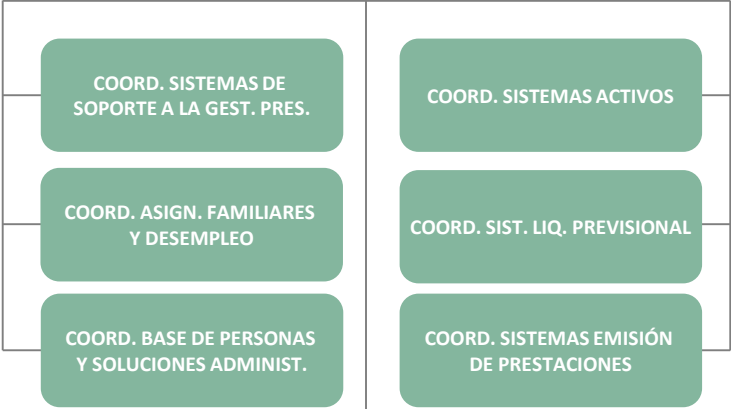 COORD. SISTEMAS DE
SOPORTE A LA GEST. PRES.
COORD. SISTEMAS ACTIVOS
COORD. ASIGN. FAMILIARES
Y DESEMPLEO
COORD. SIST. LIQ. PREVISIONAL
COORD. BASE DE PERSONAS
Y SOLUCIONES ADMINIST.
COORD. SISTEMAS EMISIÓN
DE PRESTACIONES